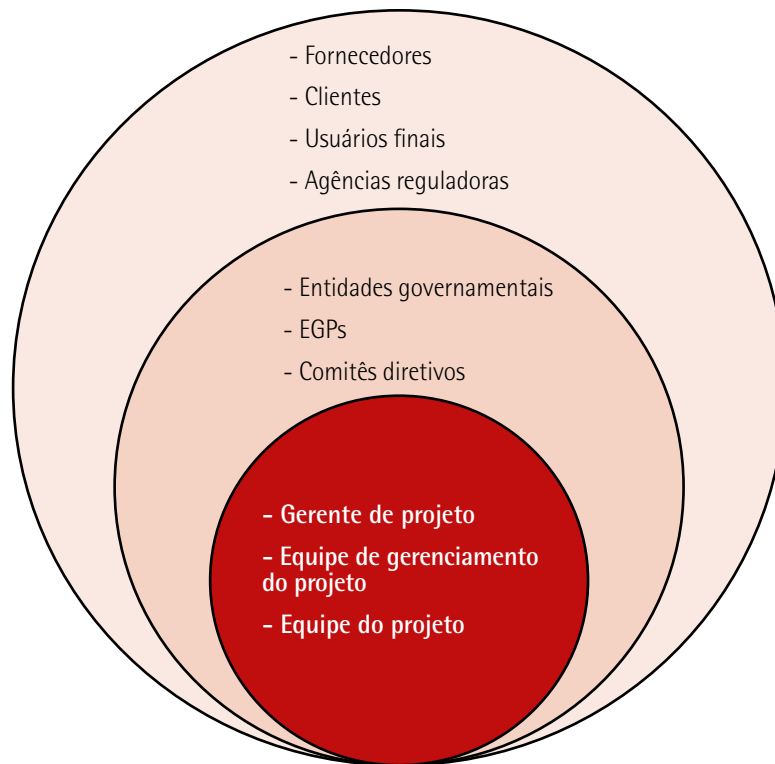 - Fornecedores
- Clientes
- Usuários finais
- Agências reguladoras
- Entidades governamentais
- EGPs
- Comitês diretivos
- Gerente de projeto
- Equipe de gerenciamento
do projeto
- Equipe do projeto